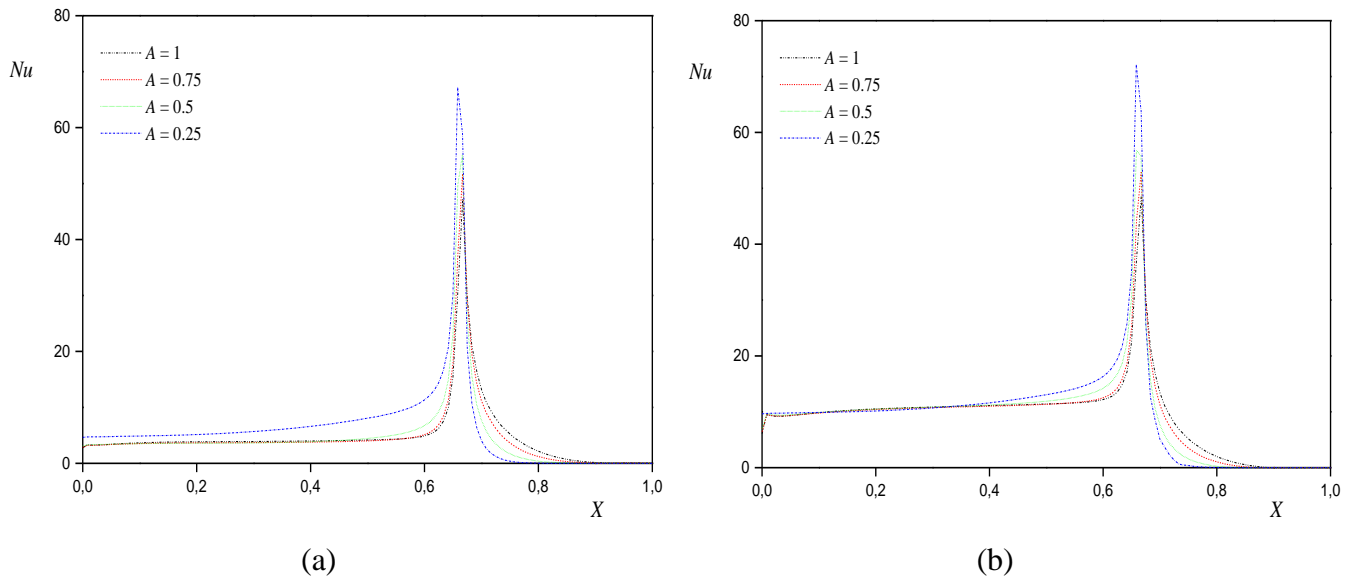 80
60
40
20
0
Nu
A = 1
A = 0.75
A = 0.5
A = 0.25
0,0 0,2 0,4 0,6 0,8 1,0
X
(a)
80
60
40
20
0
Nu
A = 1
A = 0.75
A = 0.5
A = 0.25
0,0 0,2 0,4 0,6 0,8 1,0
X
(b)